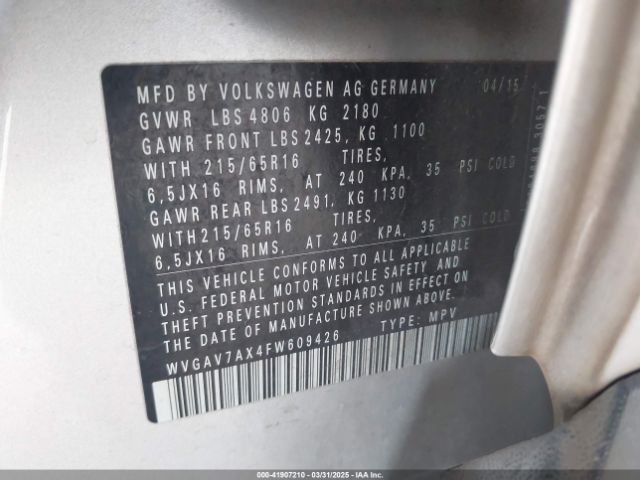 MFD BY VOLKSWAGEN AG GERMANY 04/15
GVWR LBS 4806 KG 2180
GAWR FRONT LBS 2425, KG 1100
WITH 215/65R16 TIRES,
6,5JX16 RIMS, AT 240 KPA, 35 PSI COLD
GAWR REAR LBS 2491, KG 1130
WITH215/65R16 TIRES,
6,5JX16 RIMS, AT 240 KPA, 35 PSI COLD
THIS VEHICLE CONFORMS TO ALL APPLICABLE
U.S. FEDERAL MOTOR VEHICLE SAFETY AND
THEFT PREVENTION STANDARDS IN EFFECT ON
THE DATE OF MANUFACTURE SHOWN ABOVE.
WVGAV7AX4FW609426 TYPE: MPV
000-41907210 - 03/31/2025 - IAA Inc.